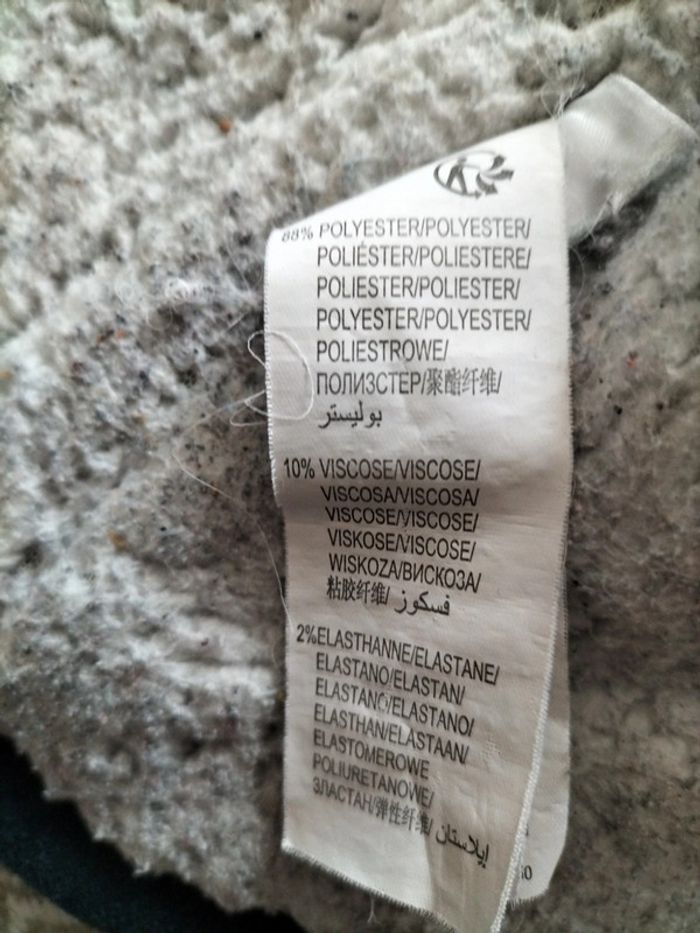 88% POLYESTER/POLYESTER/
POLIÉSTER/POLIESTERE/
POLIESTER/POLIESTER/
POLYESTER/POLYESTER/
POLIESTROWE/
ПОЛИЗСТЕР/聚酯纤维/
بوليستر
10% VISCOSE/VISCOSE/
VISCOSA/VISCOSA/
VISCOSE/VISCOSE/
VISKOSE/VISCOSE/
WISKOZA/ВИСКОЗА/
粘胶纤维/ فسكوز
2%ELASTHANNE/ELASTANE/
ELASTANO/ELASTAN/
ELASTANO/ELASTANO/
ELASTHAN/ELASTAAN/
ELASTOMEROWE
POLIURETANOWE/
ЗЛАСТАН/弹性纤维/ إيلاستان